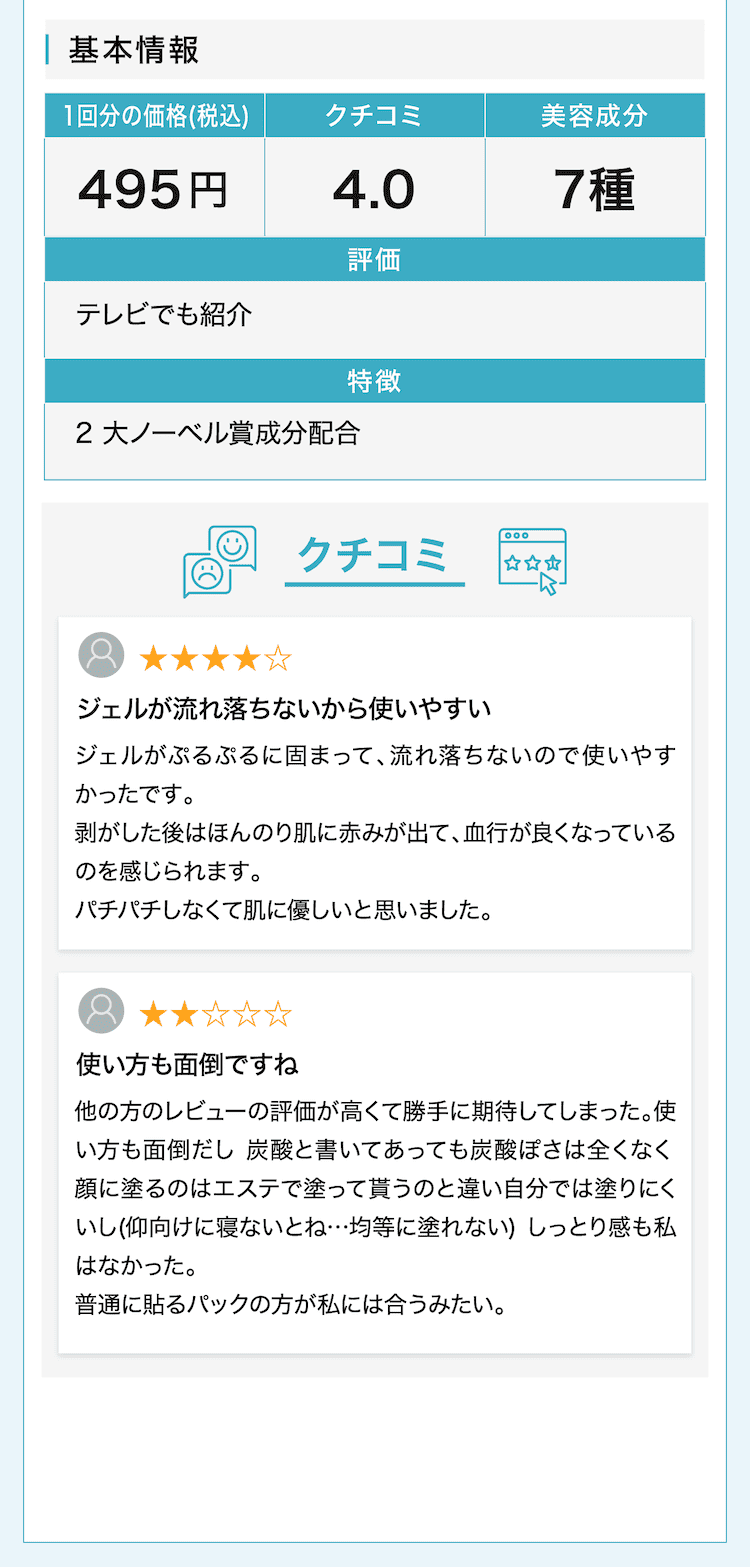 基本情報
1回分の価格(税込)
クチコミ
美容成分
495円
4.0
7種
評価
テレビでも紹介
特徴
2 大ノーベル賞成分配合
クチコミ
★★★★☆
ジェルが流れ落ちないから使いやすい
ジェルがぷるぷるに固まって、流れ落ちないので使いやす
かったです。
剥がした後はほんのり肌に赤みが出て、血行が良くなっている
のを感じられます。
パチパチしなくて肌に優しいと思いました。
★★☆☆☆
使い方も面倒ですね
他の方のレビューの評価が高くて勝手に期待してしまった。使
い方も面倒だし 炭酸と書いてあっても炭酸ぽさは全くなく
顔に塗るのはエステで塗って貰うのと違い自分では塗りにく
いし(仰向けに寝ないとね…均等に塗れない) しっとり感も私
はなかった。
普通に貼るパックの方が私には合うみたい。